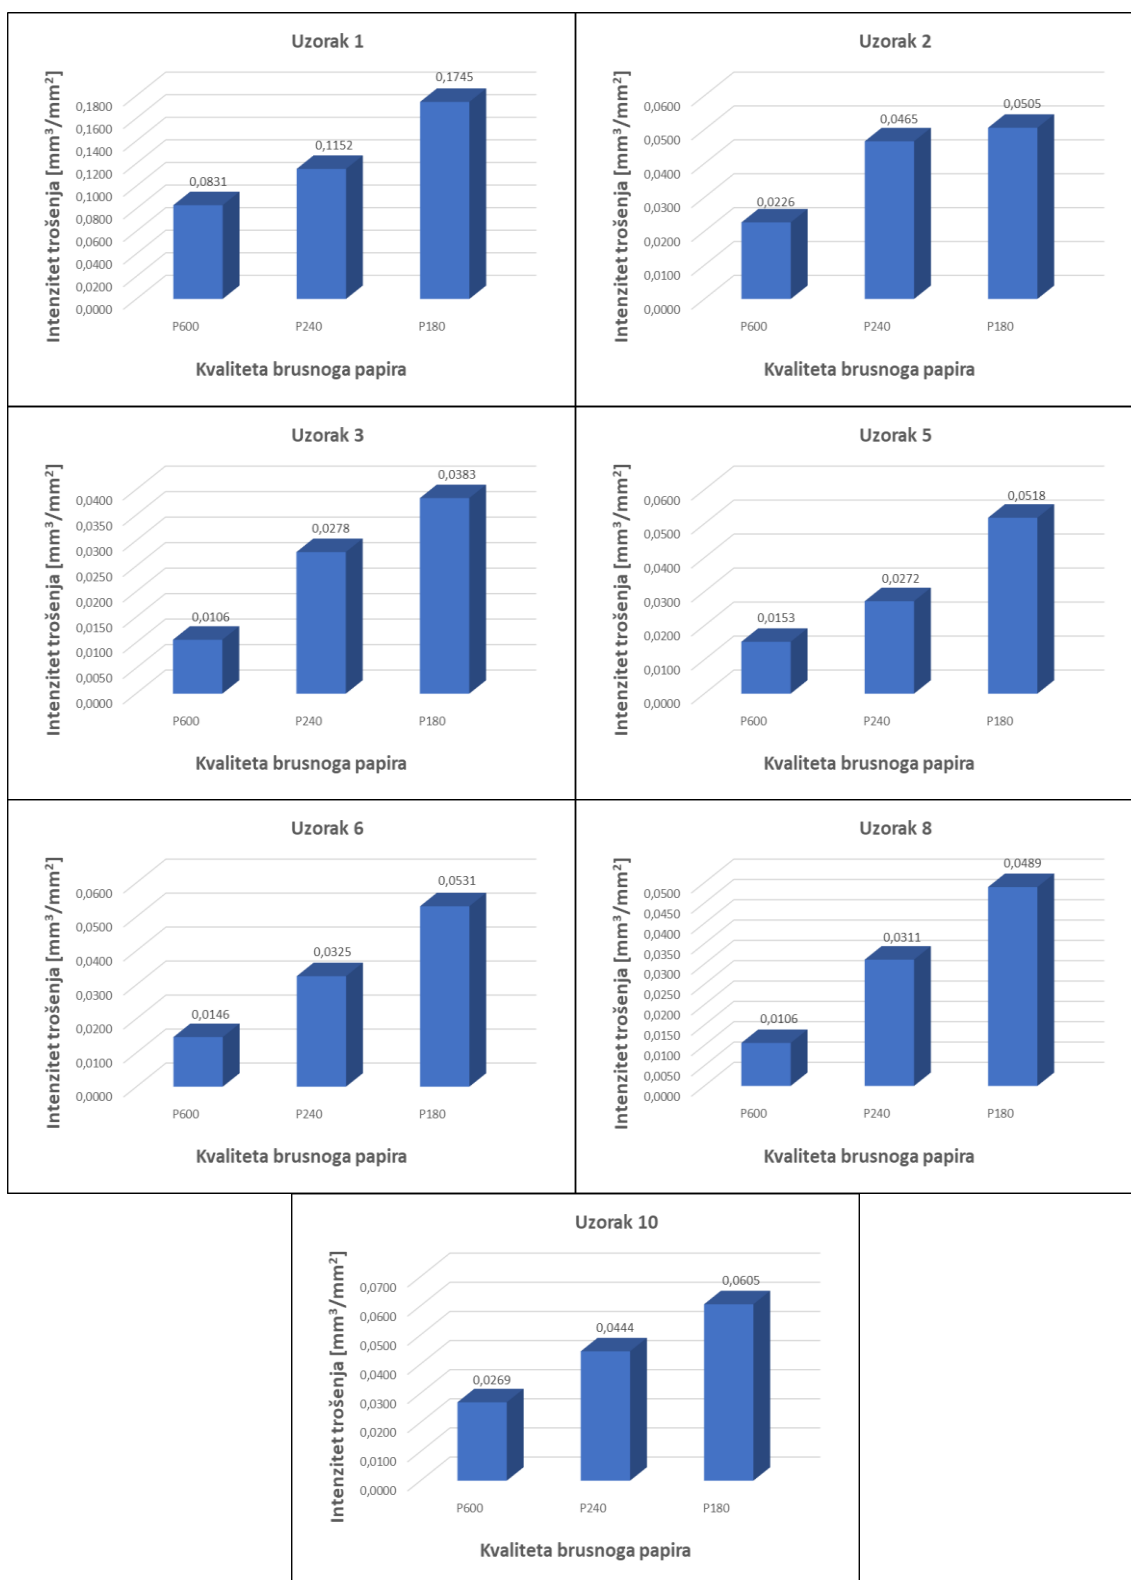 Uzorak 1
Intenzitet trošenja [mm³/mm²]
0,1800
0,1600
0,1400
0,1200
0,1000
0,0800
0,0600
0,0400
0,0200
0,0000
0,0831
0,1152
0,1745
P600 P240 P180
Kvaliteta brusnoga papira
Uzorak 2
Intenzitet trošenja [mm³/mm²]
0,0600
0,0500
0,0400
0,0300
0,0200
0,0100
0,0000
0,0226
0,0465
0,0505
P600 P240 P180
Kvaliteta brusnoga papira
Uzorak 3
Intenzitet trošenja [mm³/mm²]
0,0400
0,0350
0,0300
0,0250
0,0200
0,0150
0,0100
0,0050
0,0000
0,0106
0,0278
0,0383
P600 P240 P180
Kvaliteta brusnoga papira
Uzorak 5
Intenzitet trošenja [mm³/mm²]
0,0600
0,0500
0,0400
0,0300
0,0200
0,0100
0,0000
0,0153
0,0272
0,0518
P600 P240 P180
Kvaliteta brusnoga papira
Uzorak 6
Intenzitet trošenja [mm³/mm²]
0,0600
0,0500
0,0400
0,0300
0,0200
0,0100
0,0000
0,0146
0,0325
0,0531
P600 P240 P180
Kvaliteta brusnoga papira
Uzorak 8
Intenzitet trošenja [mm³/mm²]
0,0500
0,0450
0,0400
0,0350
0,0300
0,0250
0,0200
0,0150
0,0100
0,0050
0,0000
0,0106
0,0311
0,0489
P600 P240 P180
Kvaliteta brusnoga papira
Uzorak 10
Intenzitet trošenja [mm³/mm²]
0,0700
0,0600
0,0500
0,0400
0,0300
0,0200
0,0100
0,0000
0,0269
0,0444
0,0605
P600 P240 P180
Kvaliteta brusnoga papira